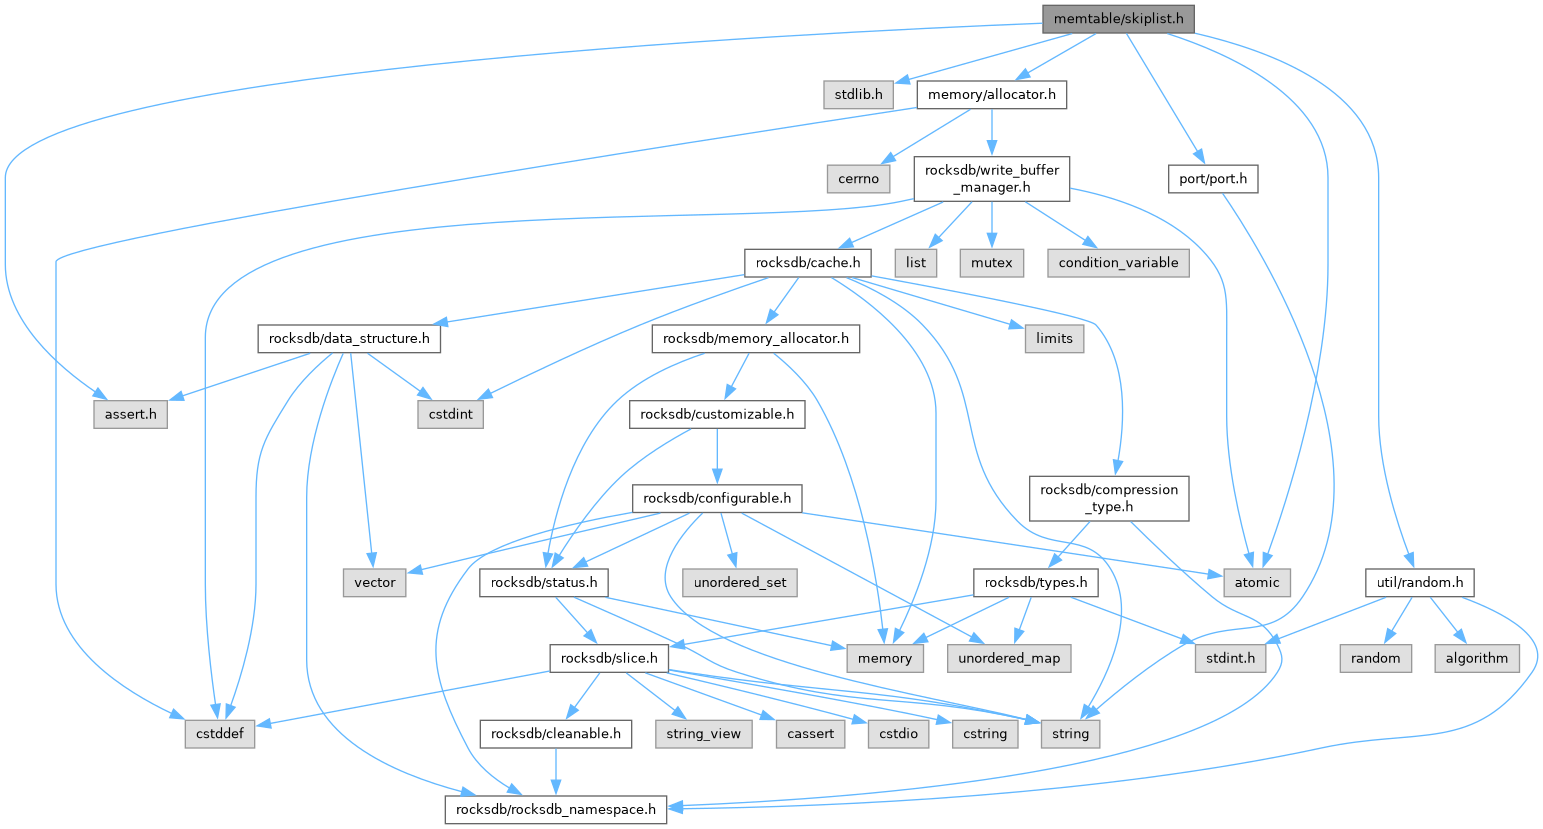 memtable/skiplist.h
stdlib.h
memory/allocator.h
cerrno
rocksdb/write_buffer
_manager.h
port/port.h
rocksdb/cache.h
list
mutex
condition_variable
rocksdb/data_structure.h
rocksdb/memory_allocator.h
limits
assert.h
cstdint
rocksdb/customizable.h
rocksdb/configurable.h
rocksdb/compression
_type.h
vector
rocksdb/status.h
unordered_set
rocksdb/types.h
atomic
util/random.h
rocksdb/slice.h
memory
unordered_map
stdint.h
random
algorithm
cstddef
rocksdb/cleanable.h
string_view
cassert
cstdio
cstring
string
rocksdb/rocksdb_namespace.h